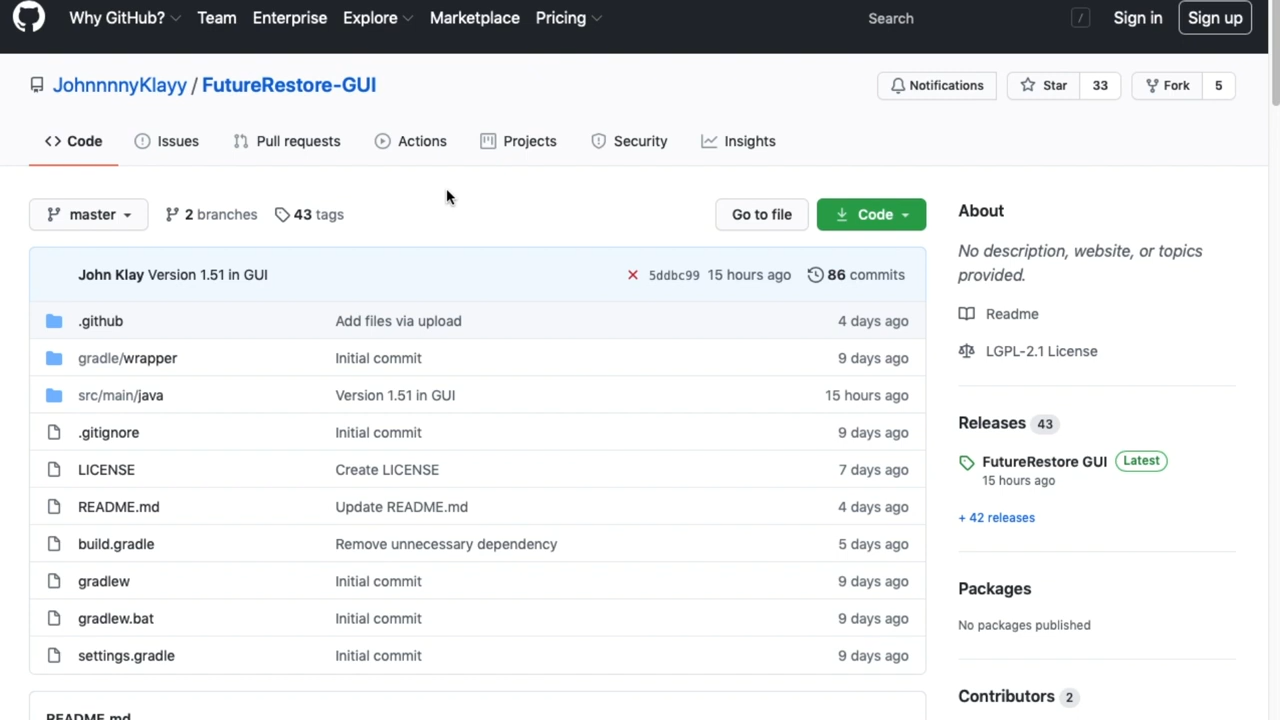 Why GitHub? Team Enterprise Explore Marketplace Pricing Search / Sign in Sign up
JohnnnnyKlayy / FutureRestore-GUI Notifications Star 33 Fork 5
Code Issues Pull requests Actions Projects Security Insights
master 2 branches 43 tags Go to file Code
John Klay Version 1.51 in GUI 5ddbc99 15 hours ago 86 commits
.github Add files via upload 4 days ago
gradle/wrapper Initial commit 9 days ago
src/main/java Version 1.51 in GUI 15 hours ago
.gitignore Initial commit 9 days ago
LICENSE Create LICENSE 7 days ago
README.md Update README.md 4 days ago
build.gradle Remove unnecessary dependency 5 days ago
gradlew Initial commit 9 days ago
gradlew.bat Initial commit 9 days ago
settings.gradle Initial commit 9 days ago
README.md
About
No description, website, or topics
provided.
Readme
LGPL-2.1 License
Releases 43
FutureRestore GUI Latest
15 hours ago
+ 42 releases
Packages
No packages published
Contributors 2